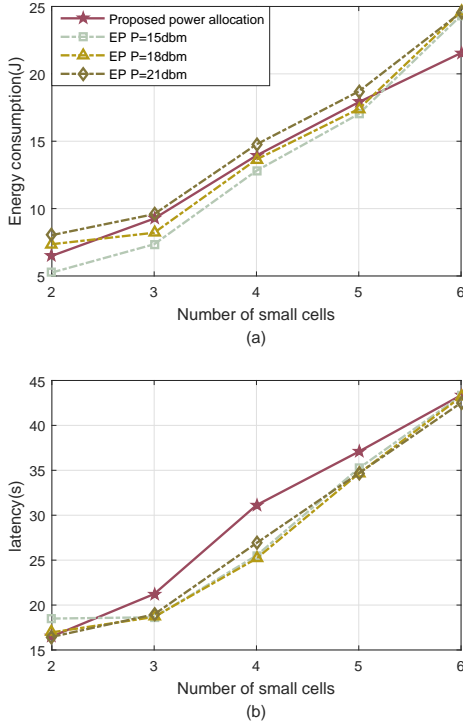 25
20
15
10
5
Energy consumption(J)
Proposed power allocation
EP P=15dbm
EP P=18dbm
EP P=21dbm
2 3 4 5 6
Number of small cells
(a)
45
40
35
30
25
20
15
latency(s)
2 3 4 5 6
Number of small cells
(b)